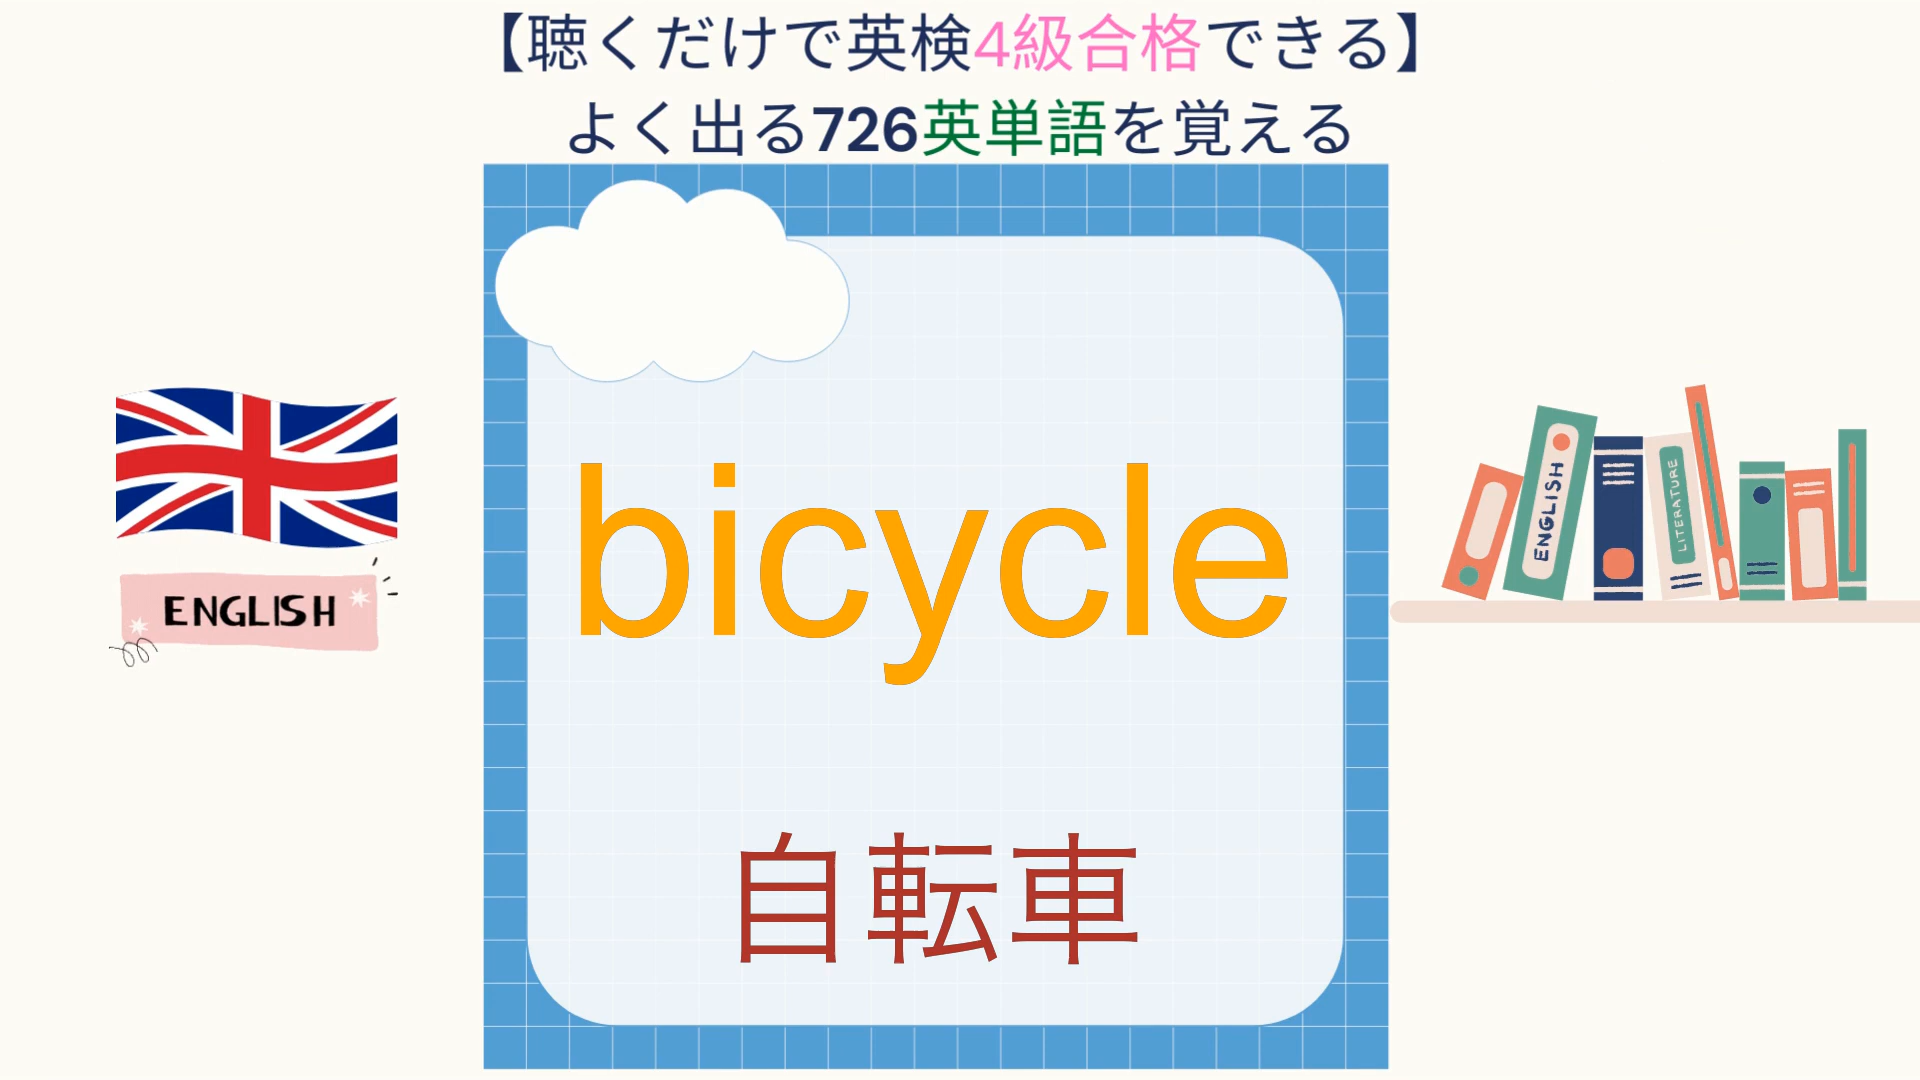 【聴くだけで英検4級合格できる】
よく出る726英単語を覚える
bicycle
自転車
ENGLISH
ENGLISH
LITERATURE